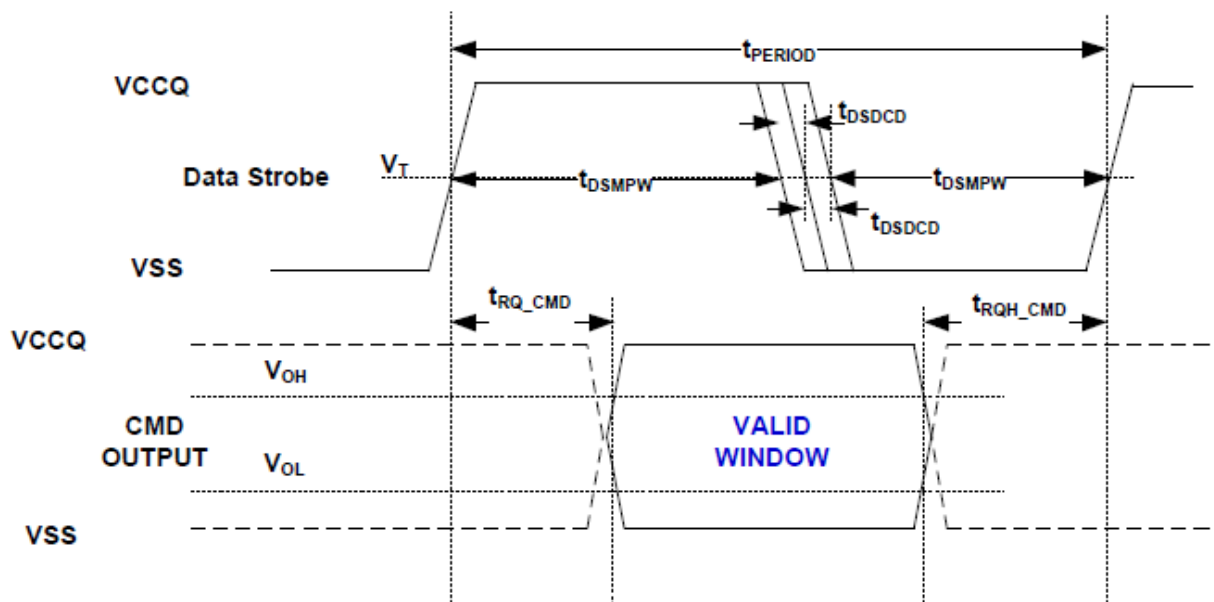 tPERIOD
VCCQ
tDSDCD
Data Strobe
VT
tDSMPW
tDSMPW
tDSDCD
VSS
tRQ_CMD
tRQH_CMD
VCCQ
VOH
CMD
OUTPUT
VALID
WINDOW
VOL
VSS